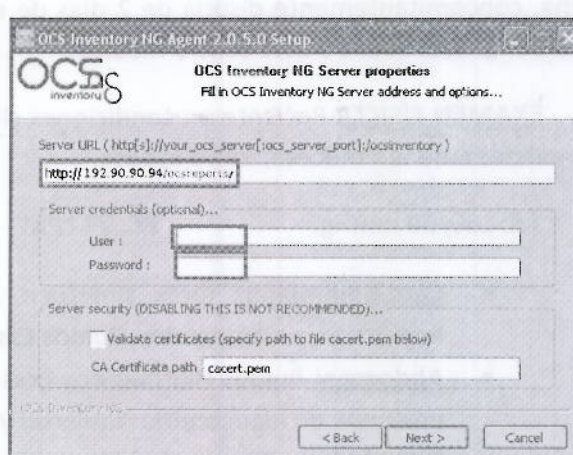 OCS Inventory NG Agent 2.0.5.0 Setup
OCS inventory
OCS Inventory NG Server properties
Fill in OCS Inventory NG Server address and options...
Server URL ( http[s]://your_ocs_server[:ocs_server_port]:/ocsinventory )
http://192.90.90.94/ocsreports/
Server credentials (optional)...
User :
Password :
Server security (DISABLING THIS IS NOT RECOMMENDED)...
Validate certificates (specify path to file cacert.pem below)
CA Certificate path cacert.pem
OCS Inventory NG
< Back Next > Cancel